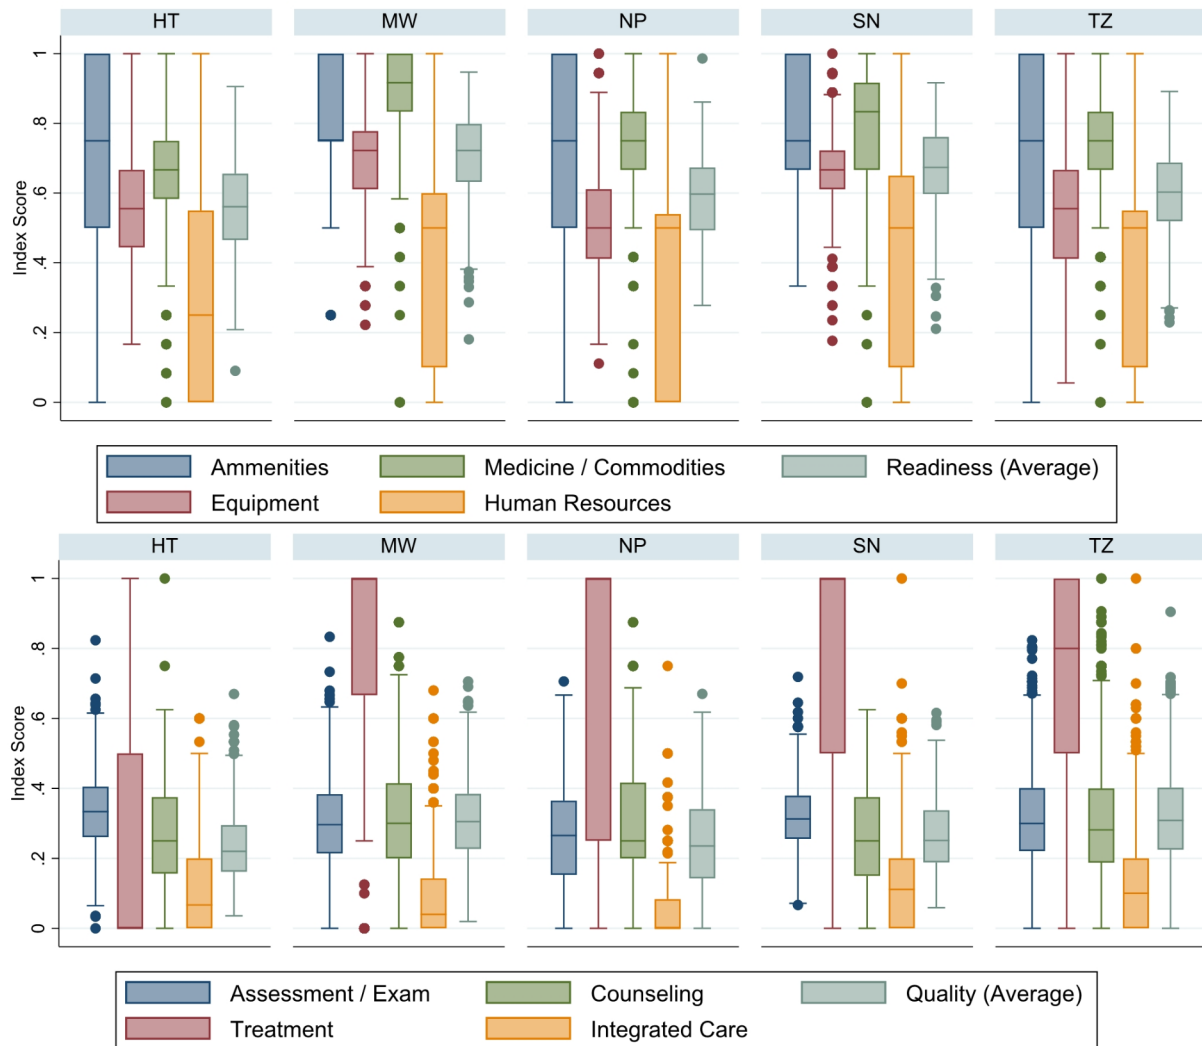 HT MW NP SN TZ
Index Score
1
.8
.6
.4
.2
0
Ammenities Medicine / Commodities Readiness (Average)
Equipment Human Resources
HT MW NP SN TZ
Index Score
1
.8
.6
.4
.2
0
Assessment / Exam Counseling Quality (Average)
Treatment Integrated Care